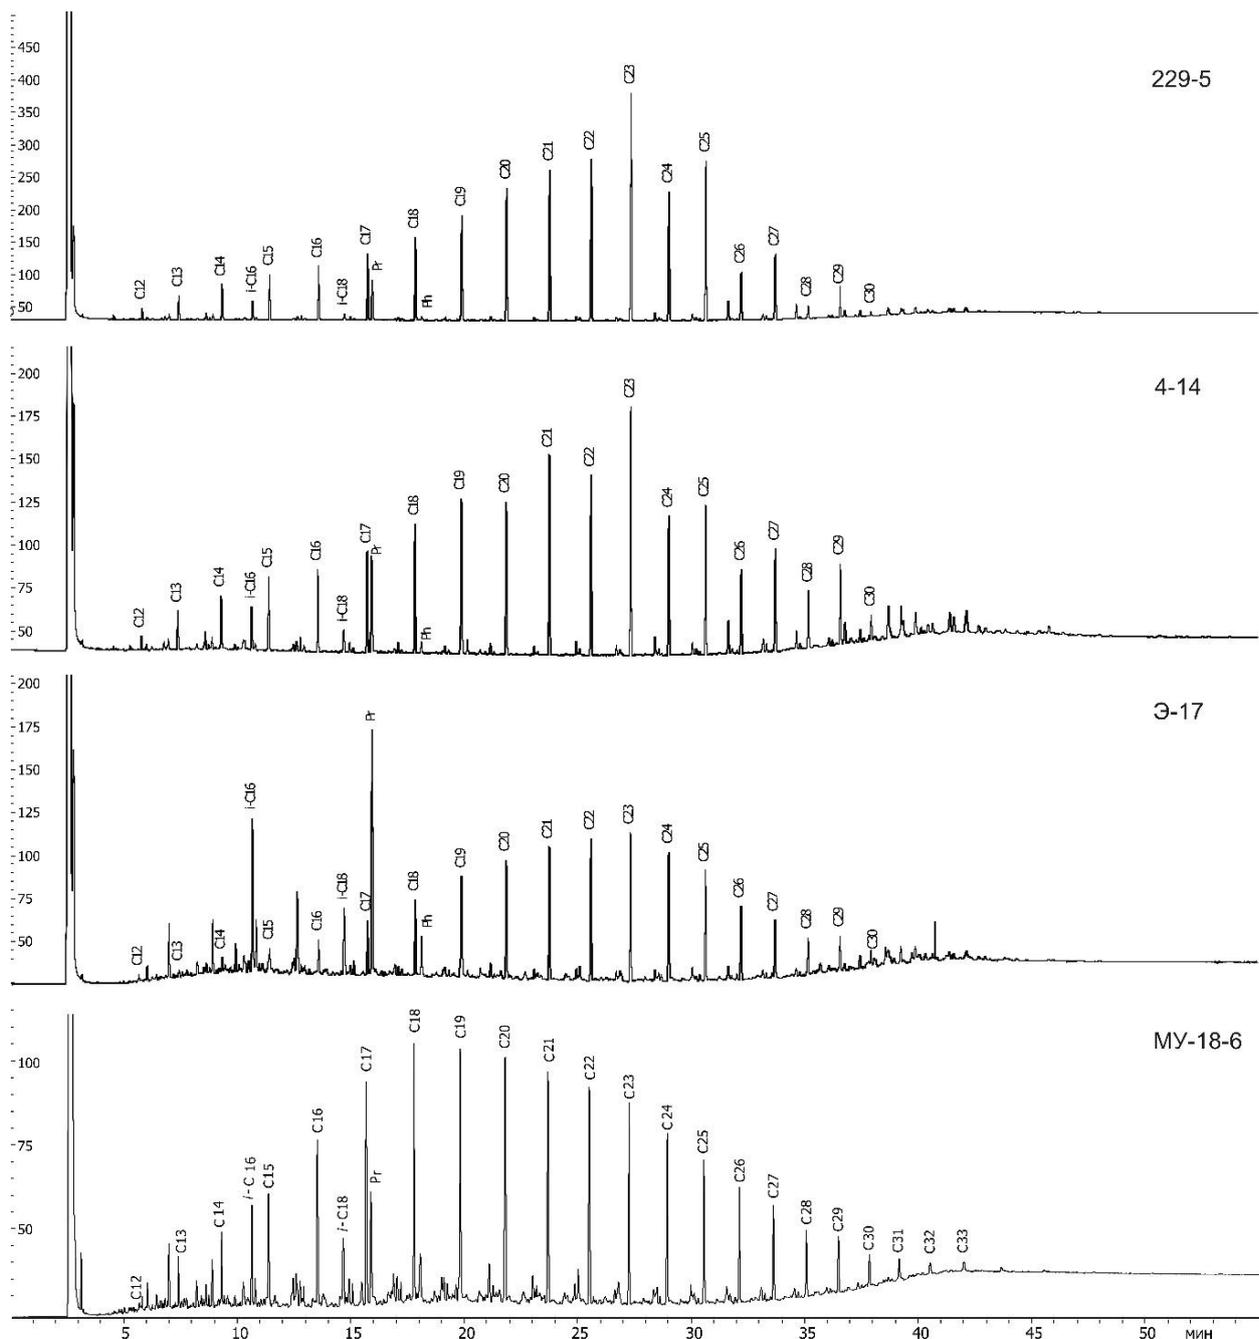 229-5
450
400
350
300
250
200
150
100
50
C12
C13
C14
i-C16
C15
C16
i-C18
C17
Pr
C18
Ph
C19
C20
C21
C22
C23
C24
C25
C26
C27
C28
C29
C30
4-14
200
175
150
125
100
75
50
C12
C13
C14
i-C16
C15
C16
i-C18
C17
Pr
C18
Ph
C19
C20
C21
C22
C23
C24
C25
C26
C27
C28
C29
C30
Э-17
200
175
150
125
100
75
50
C12
C13
C14
i-C16
C15
C16
i-C18
C17
Pr
C18
Ph
C19
C20
C21
C22
C23
C24
C25
C26
C27
C28
C29
C30
МУ-18-6
100
75
50
C12
C13
C14
i-C 16
C15
C16
i-C18
C17
Pr
C18
C19
C20
C21
C22
C23
C24
C25
C26
C27
C28
C29
C30
C31
C32
C33
5 10 15 20 25 30 35 40 45 50 мин